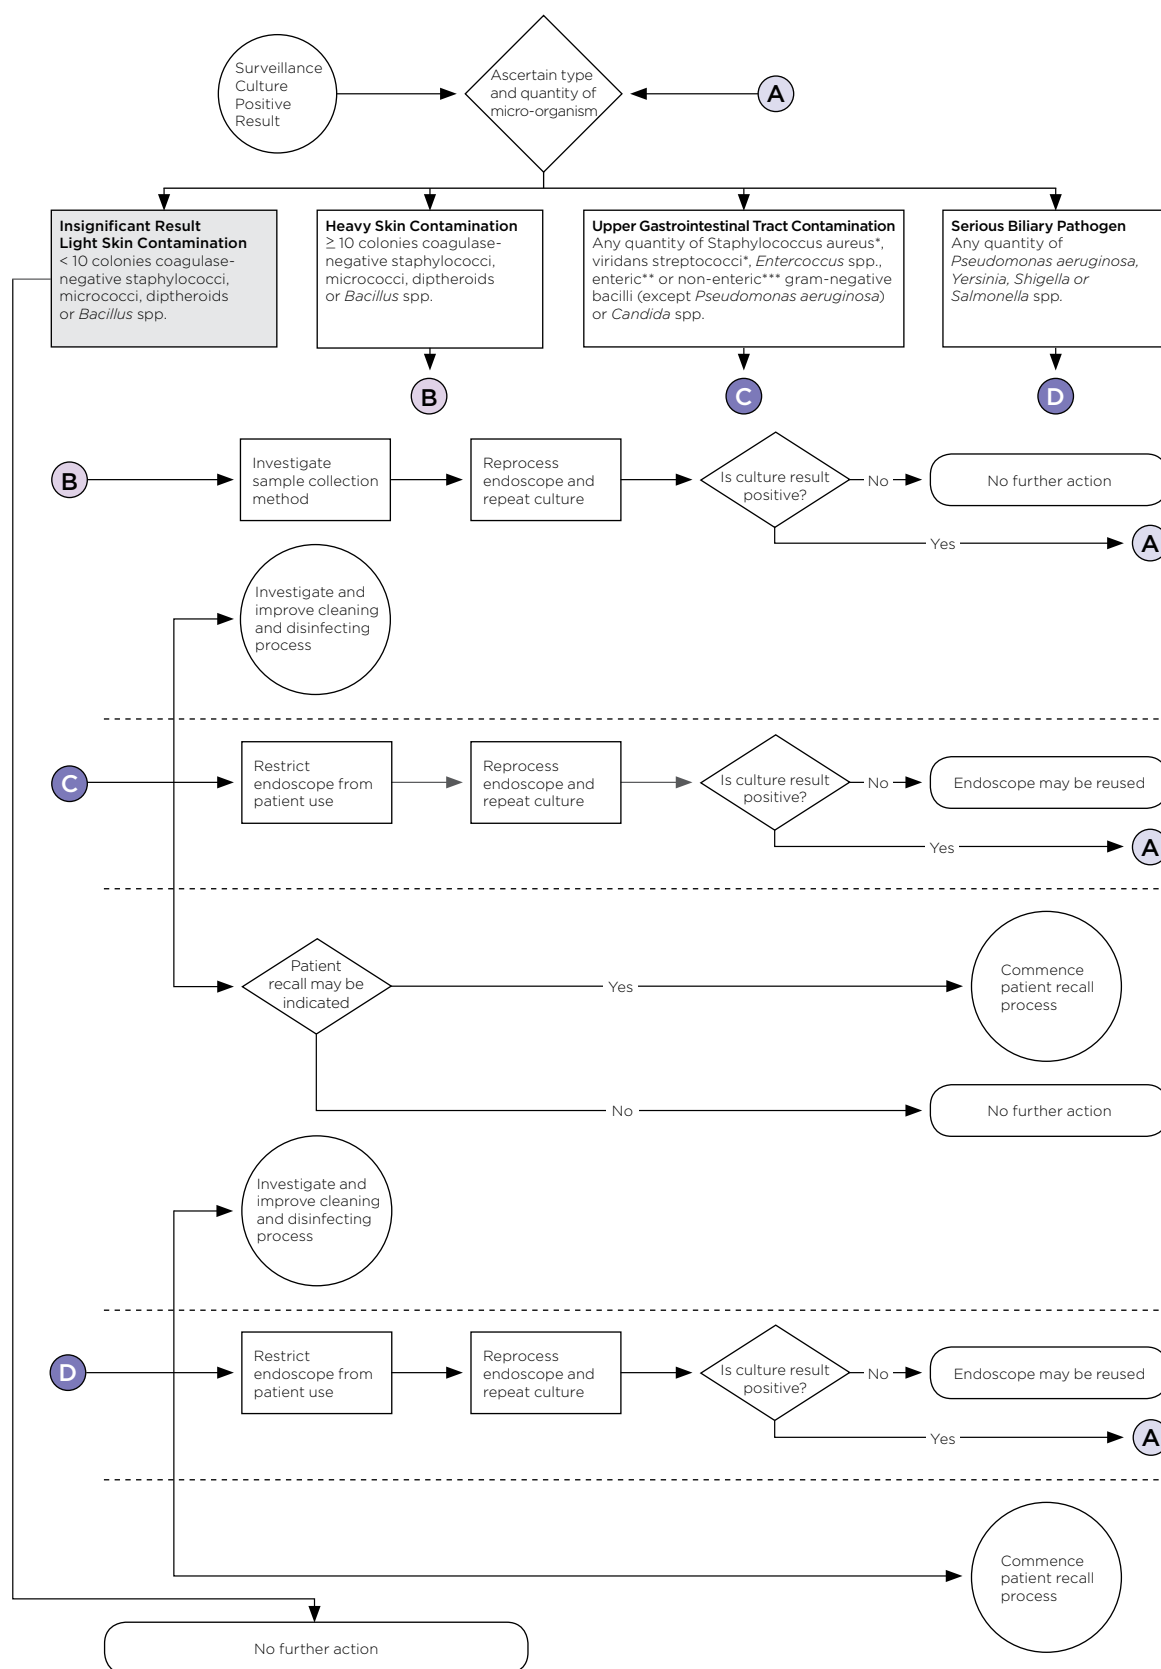 Surveillance
Culture
Positive
Result
Ascertain type
and quantity of
micro-organism
A
Insignificant Result
Light Skin Contamination
< 10 colonies coagulase-
negative staphylococci,
micrococci, diptheroids
or Bacillus spp.
Heavy Skin Contamination
≥ 10 colonies coagulase-
negative staphylococci,
micrococci, diptheroids
or Bacillus spp.
Upper Gastrointestinal Tract Contamination
Any quantity of Staphylococcus aureus*,
viridans streptococci*, Entercoccus spp.,
enteric** or non-enteric*** gram-negative
bacilli (except Pseudomonas aeruginosa)
or Candida spp.
Serious Biliary Pathogen
Any quantity of
Pseudomonas aeruginosa,
Yersinia, Shigella or
Salmonella spp.
B
C
D
B
Investigate
sample collection
method
Reprocess
endoscope and
repeat culture
Is culture result
positive?
No
No further action
Yes
A
Investigate and
improve cleaning
and disinfecting
process
C
Restrict
endoscope from
patient use
Reprocess
endoscope and
repeat culture
Is culture result
positive?
No
Endoscope may be reused
Yes
A
Patient
recall may be
indicated
Yes
Commence
patient recall
process
No
No further action
Investigate and
improve cleaning
and disinfecting
process
D
Restrict
endoscope from
patient use
Reprocess
endoscope and
repeat culture
Is culture result
positive?
No
Endoscope may be reused
Yes
A
Commence
patient recall
process
No further action